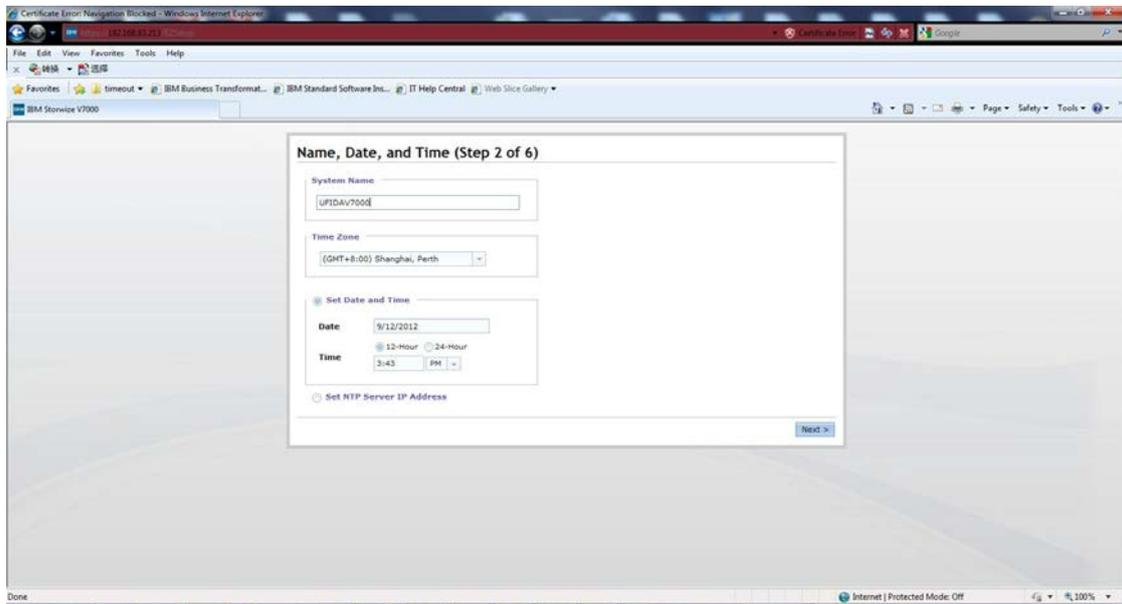 Certificate Error: Navigation Blocked - Windows Internet Explorer
Certificate Error Google
File Edit View Favorites Tools Help
x 转换 选择
Favorites timeout IBM Business Transformat... IBM Standard Software Ins... IT Help Central Web Slice Gallery
IBM Storwize V7000 Page Safety Tools
Name, Date, and Time (Step 2 of 6)
System Name
UFIDAV7000
Time Zone
(GMT+8:00) Shanghai, Perth
Set Date and Time
Date 9/12/2012
12-Hour 24-Hour
Time 3:43 PM
Set NTP Server IP Address
Next >
Done Internet | Protected Mode: Off 100%